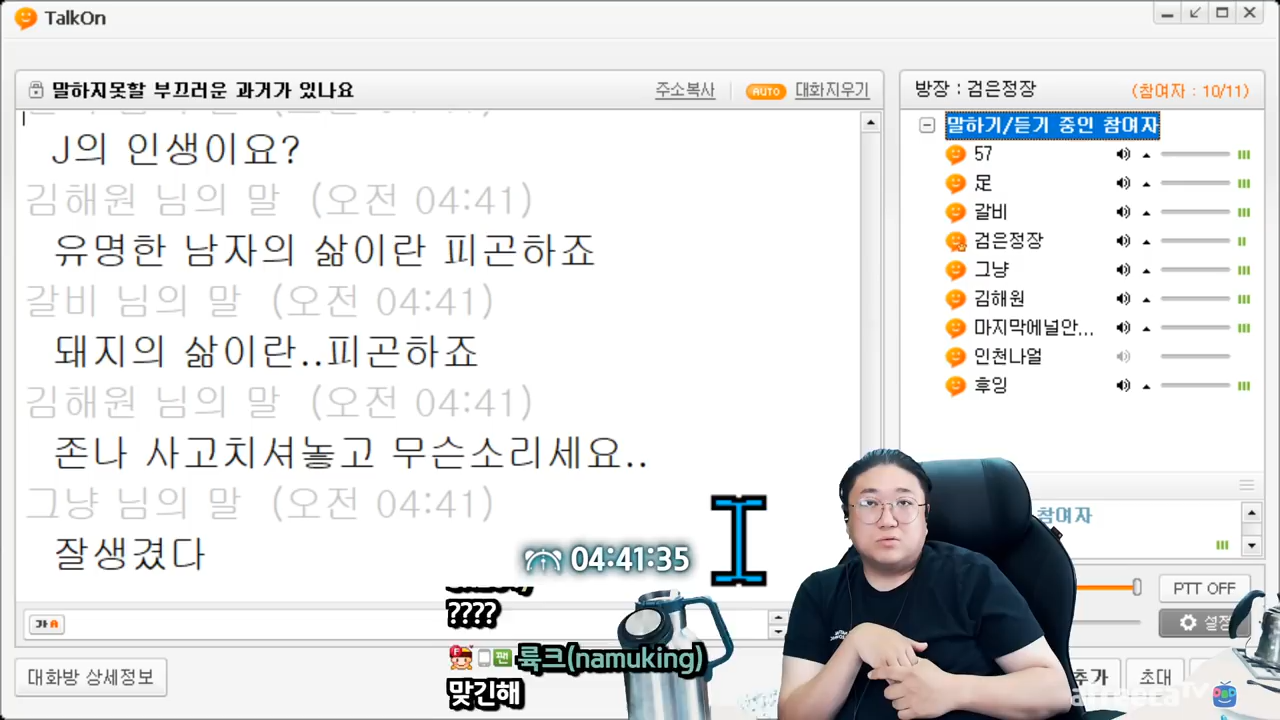 TalkOn
말하지못할 부끄러운 과거가 있나요
주소복사
AUTO
대화지우기
J의 인생이요?
김해원 님의 말 (오전 04:41)
유명한 남자의 삶이란 피곤하죠
갈비 님의 말 (오전 04:41)
돼지의 삶이란..피곤하죠
김해원 님의 말 (오전 04:41)
존나 사고치셔놓고 무슨소리세요..
그냥 님의 말 (오전 04:41)
잘생겼다
04:41:35
????
륙크(namuking)
맞긴해
가
대화방 상세정보
방장 : 검은정장
(참여자 : 10/11)
말하기/듣기 중인 참여자
57
足
갈비
검은정장
그냥
김해원
마지막에널안...
인천나얼
후잉
참여자
PTT OFF
설정
추가
초대
afreecaTV